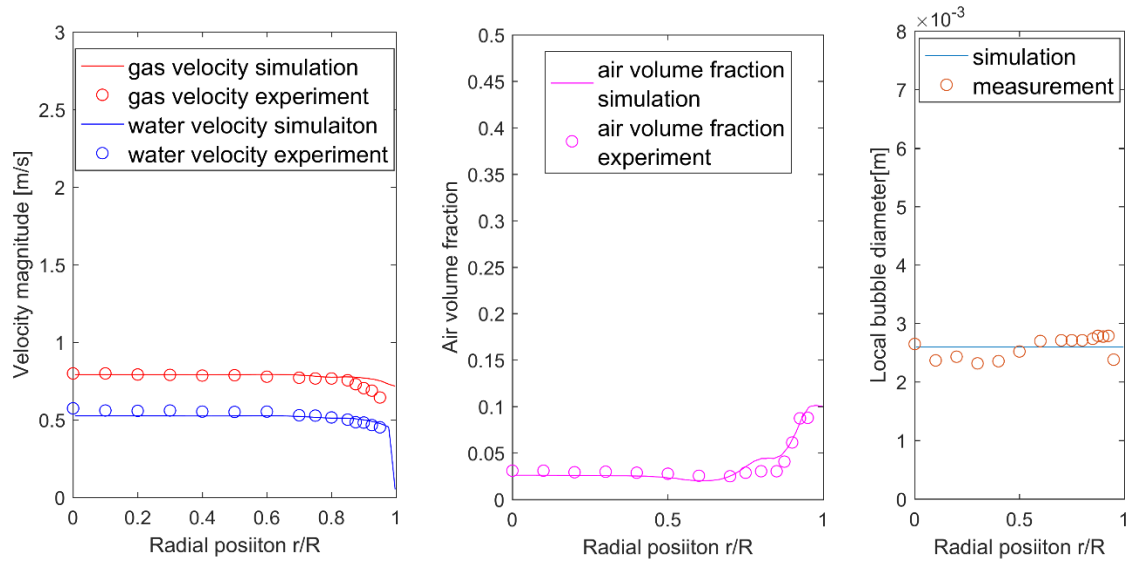 3
2.5
2
1.5
1
0.5
0
Velocity magnitude [m/s]
gas velocity simulation
gas velocity experiment
water velocity simulaiton
water velocity experiment
0 0.2 0.4 0.6 0.8 1
Radial posiiton r/R
0.5
0.45
0.4
0.35
0.3
0.25
0.2
0.15
0.1
0.05
0
Air volume fraction
air volume fraction
simulation
air volume fraction
experiment
0 0.5 1
Radial posiiton r/R
×10⁻³
8
7
6
5
4
3
2
1
0
Local bubble diameter[m]
simulation
measurement
0 0.5 1
Radial posiiton r/R